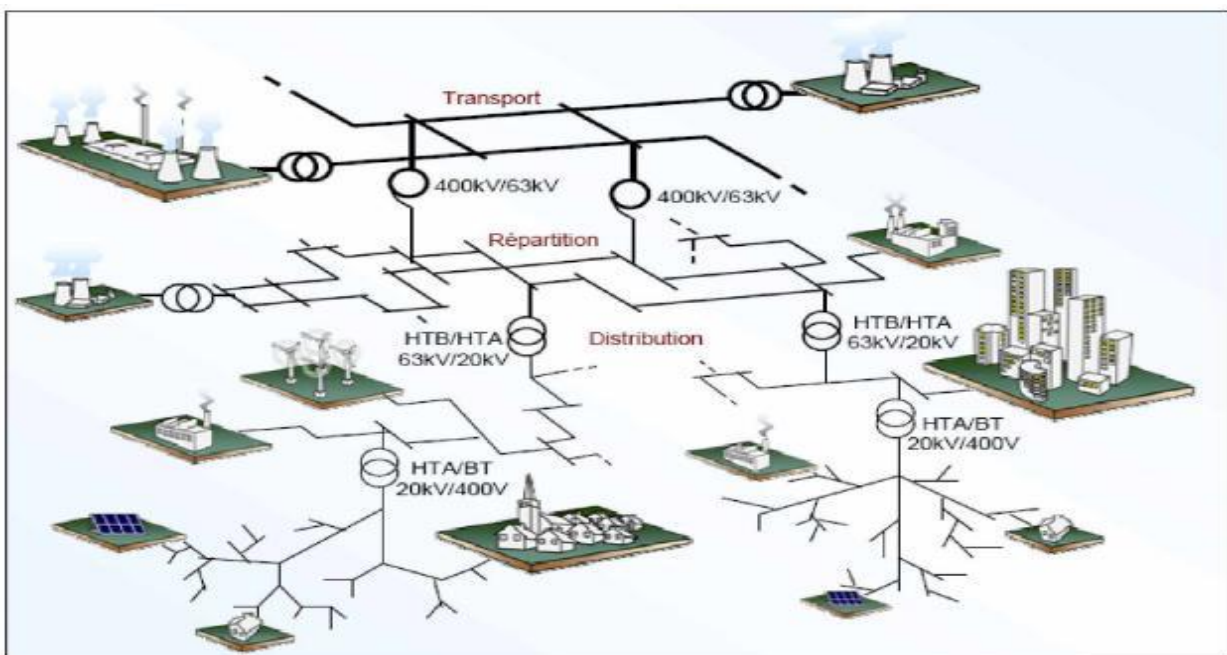 Transport
400kV/63kV
400kV/63kV
Répartition
HTB/HTA
63kV/20kV
Distribution
HTB/HTA
63kV/20kV
HTA/BT
20kV/400V
HTA/BT
20kV/400V